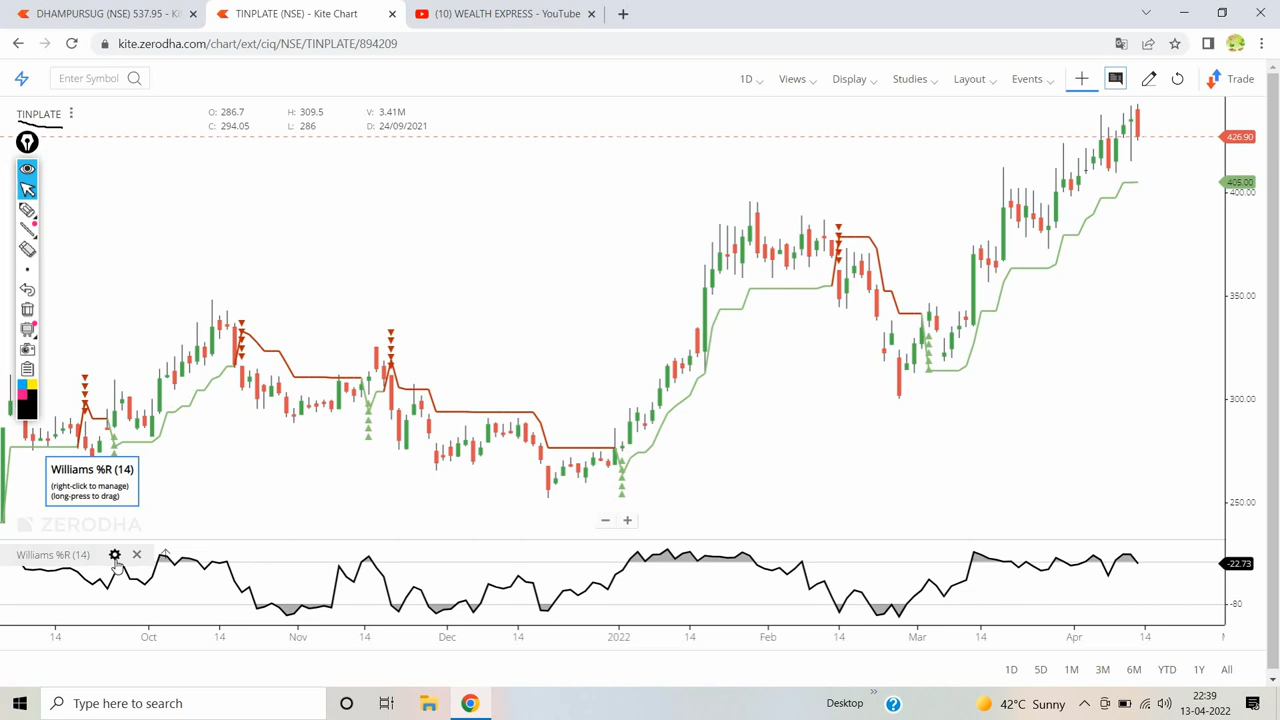 DHAMPURSUG (NSE) 537.95 - Ki
TINPLATE (NSE) - Kite Chart
(10) WEALTH EXPRESS - YouTube
kite.zerodha.com/chart/ext/ciq/NSE/TINPLATE/894209
Enter Symbol
1D
Views
Display
Studies
Layout
Events
Trade
TINPLATE
O: 286.7 H: 309.5 V: 3.41M
C: 294.05 L: 286 D: 24/09/2021
426.90
405.00
400.00
350.00
300.00
250.00
Williams %R (14)
(right-click to manage)
(long-press to drag)
ZERODHA
Williams %R (14)
-22.73
-80
14 Oct 14 Nov 14 Dec 14 2022 14 Feb 14 Mar 14 Apr 14
1D 5D 1M 3M 6M YTD 1Y All
Type here to search
Desktop
42°C Sunny
22:39
13-04-2022